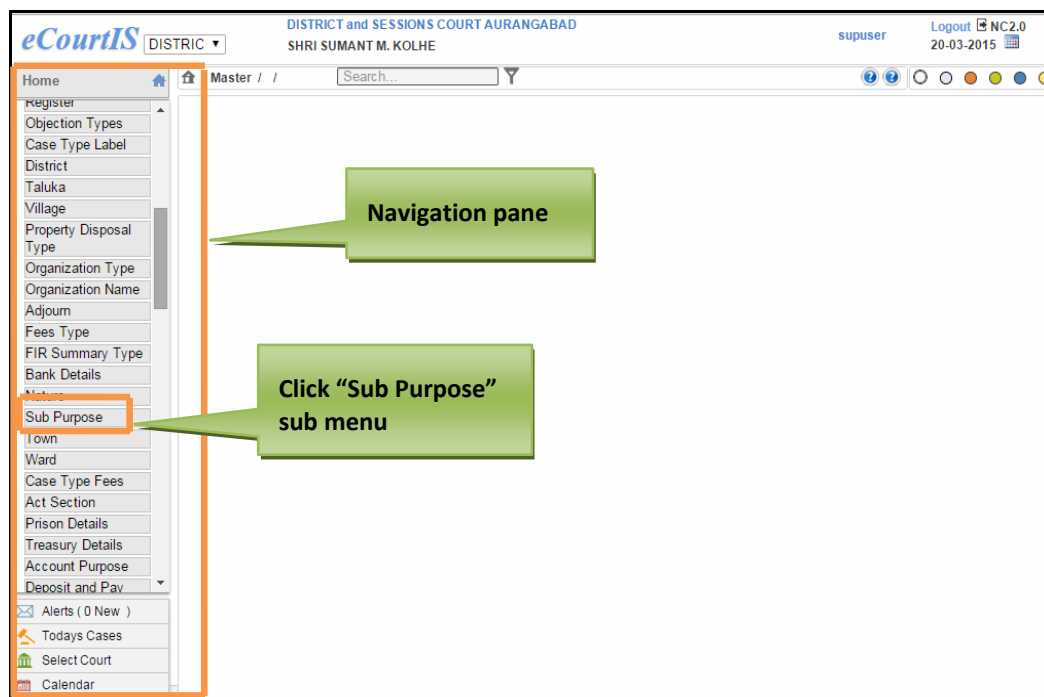 eCourtIS DISTRIC
DISTRICT and SESSIONS COURT AURANGABAD
SHRI SUMANT M. KOLHE
supuser
Logout NC2.0
20-03-2015
Home
Master / /
Search...
Register
Objection Types
Case Type Label
District
Taluka
Village
Property Disposal
Type
Organization Type
Organization Name
Adjourn
Fees Type
FIR Summary Type
Bank Details
Nature
Sub Purpose
Town
Ward
Case Type Fees
Act Section
Prison Details
Treasury Details
Account Purpose
Deposit and Pay
Alerts ( 0 New )
Todays Cases
Select Court
Calendar
Navigation pane
Click “Sub Purpose”
sub menu